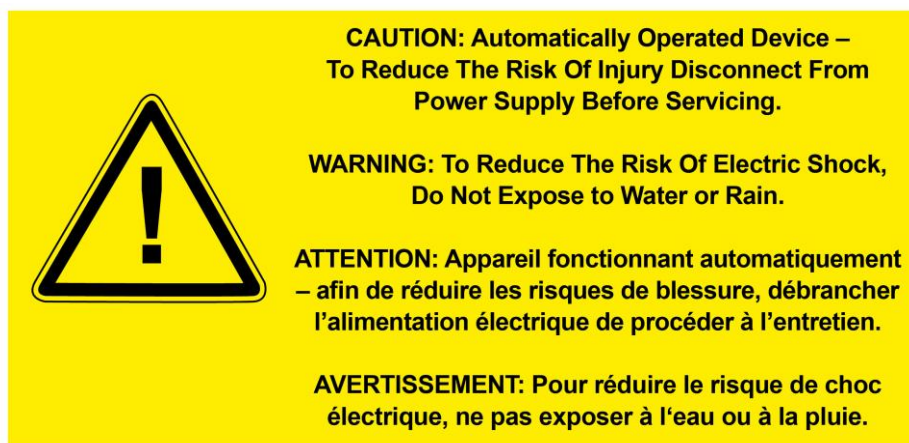 CAUTION: Automatically Operated Device –
To Reduce The Risk Of Injury Disconnect From
Power Supply Before Servicing.
WARNING: To Reduce The Risk Of Electric Shock,
Do Not Expose to Water or Rain.
ATTENTION: Appareil fonctionnant automatiquement
– afin de réduire les risques de blessure, débrancher
l’alimentation électrique de procéder à l’entretien.
AVERTISSEMENT: Pour réduire le risque de choc
électrique, ne pas exposer à l‘eau ou à la pluie.